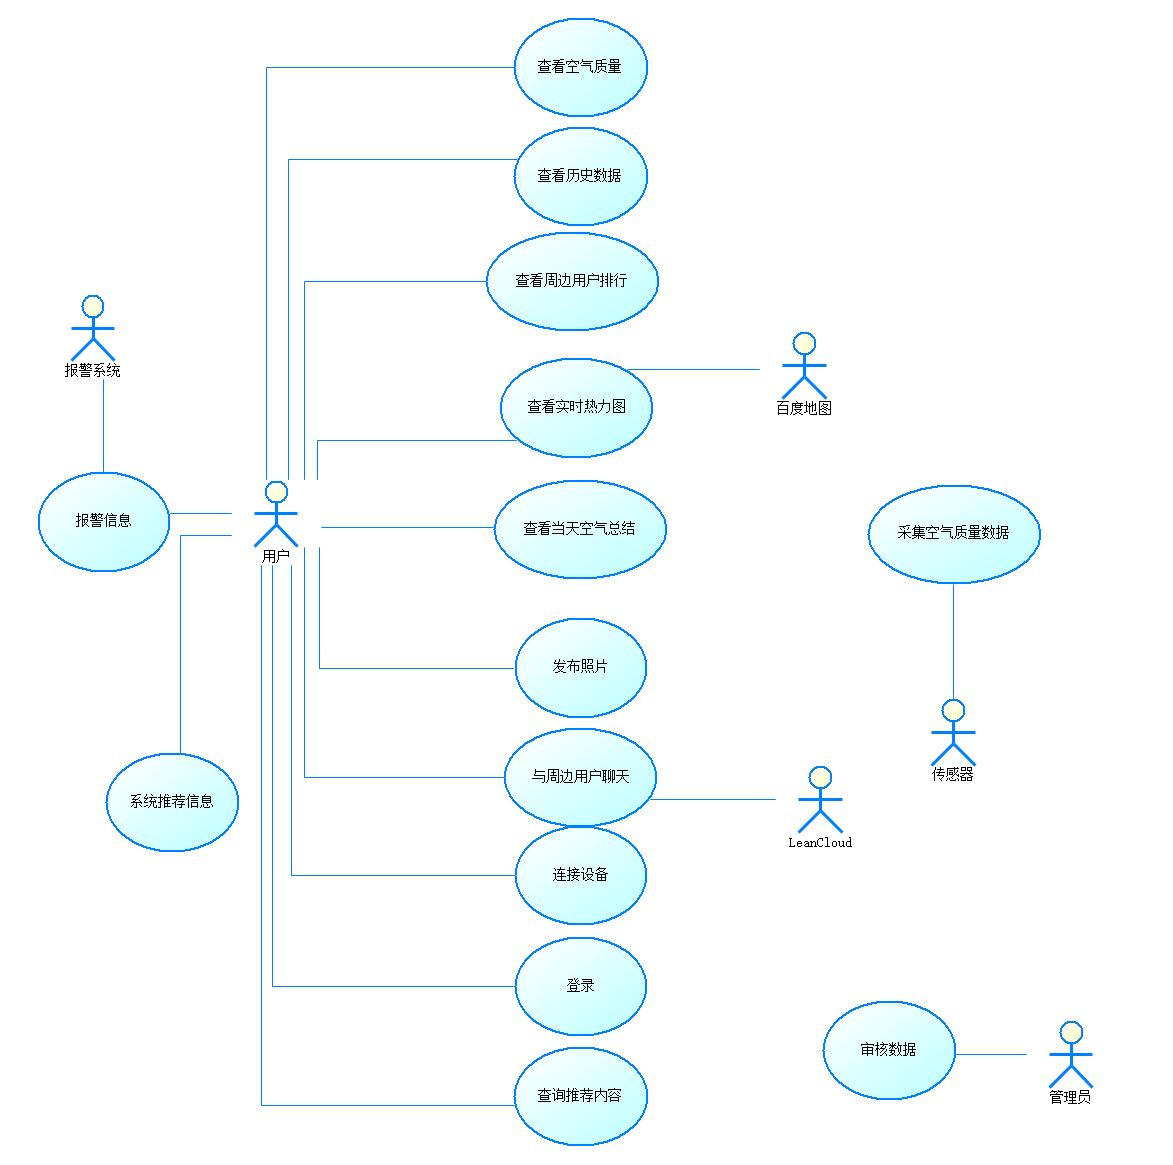 查看空气质量
查看历史数据
查看周边用户排行
报警系统
查看实时热力图
百度地图
报警信息
用户
查看当天空气总结
采集空气质量数据
发布照片
系统推荐信息
与周边用户聊天
传感器
LeanCloud
连接设备
登录
审核数据
管理员
查询推荐内容